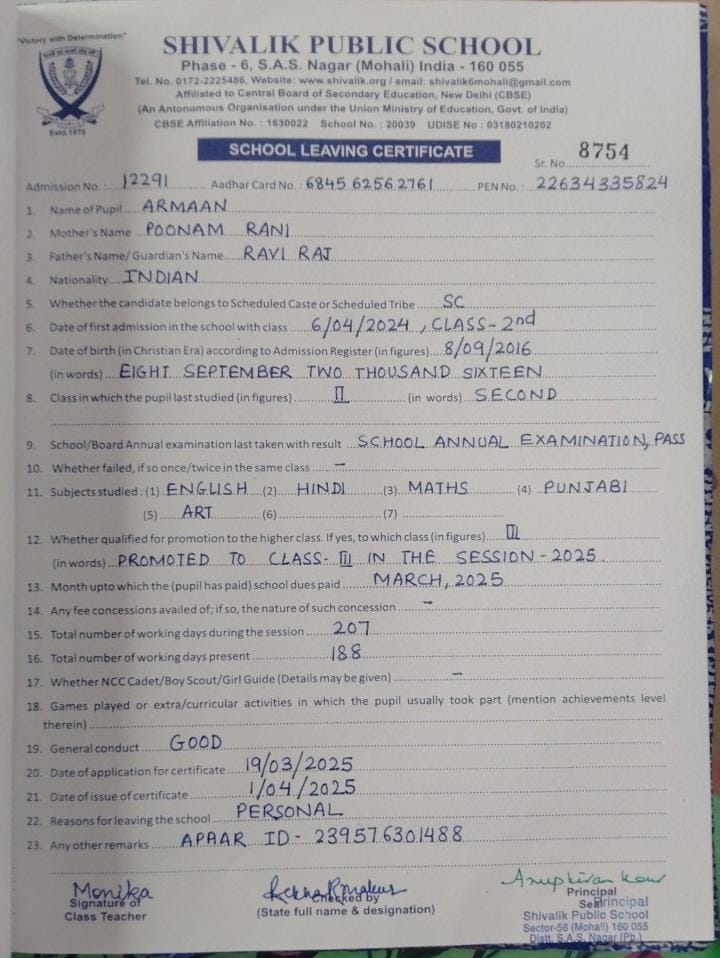 "Victory with Determination"
SHIVALIK PUBLIC SCHOOL
Phase - 6, S.A.S. Nagar (Mohali) India - 160 055
Tel. No. 0172-2225486, Website: www.shivalik.org / email: shivalik6mohali@gmail.com
Affiliated to Central Board of Secondary Education, New Delhi (CBSE)
(An Antonomous Organisation under the Union Ministry of Education, Govt. of India)
CBSE Affiliation No. : 1630022 School No. : 20039 UDISE No : 03180210202
Estd. 1970
SCHOOL LEAVING CERTIFICATE
Sr. No. 8754
Admission No. : 12291 Aadhar Card No. : 6845 6256 2761 PEN No. : 22634335824
1. Name of Pupil ARMAAN
2. Mother's Name POONAM RANI
3. Father's Name/ Guardian's Name RAVI RAJ
4. Nationality INDIAN
5. Whether the candidate belongs to Scheduled Caste or Scheduled Tribe SC
6. Date of first admission in the school with class 6/04/2024, CLASS-2nd
7. Date of birth (in Christian Era) according to Admission Register (in figures) 8/09/2016
(in words) EIGHT SEPTEMBER TWO THOUSAND SIXTEEN
8. Class in which the pupil last studied (in figures) II (in words) SECOND
9. School/Board Annual examination last taken with result SCHOOL ANNUAL EXAMINATION, PASS
10. Whether failed, if so once/twice in the same class –
11. Subjects studied : (1) ENGLISH (2) HINDI (3) MATHS (4) PUNJABI
(5) ART (6) (7)
12. Whether qualified for promotion to the higher class. If yes, to which class (in figures) III
(in words) PROMOTED TO CLASS- III IN THE SESSION - 2025
13. Month upto which the (pupil has paid) school dues paid MARCH, 2025
14. Any fee concessions availed of; if so, the nature of such concession –
15. Total number of working days during the session 207
16. Total number of working days present 188
17. Whether NCC Cadet/Boy Scout/Girl Guide (Details may be given) –
18. Games played or extra/curricular activities in which the pupil usually took part (mention achievements level
therein)
19. General conduct GOOD
20. Date of application for certificate 19/03/2025
21. Date of issue of certificate 1/04/2025
22. Reasons for leaving the school PERSONAL
23. Any other remarks APAAR ID - 239576301488
Monika
Signature of
Class Teacher
Checked by
(State full name & designation)
Anupkiran Kaur
Principal
Seal
Principal
Shivalik Public School
Sector-56 (Mohali) 160 055
Distt. S.A.S. Nagar (Pb.)